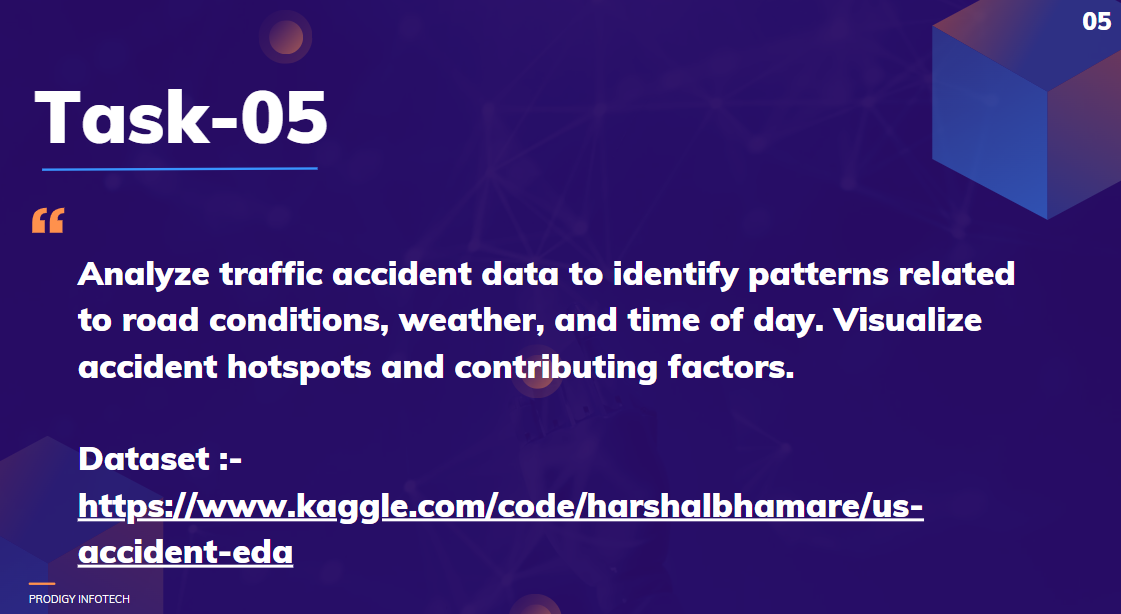 05
Task-05
“
Analyze traffic accident data to identify patterns related
to road conditions, weather, and time of day. Visualize
accident hotspots and contributing factors.
Dataset :-
https://www.kaggle.com/code/harshalbhamare/us-
accident-eda
PRODIGY INFOTECH